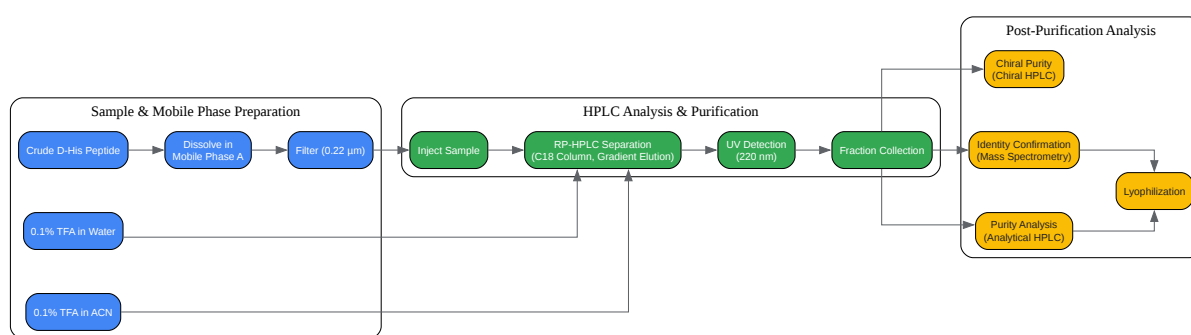 Sample & Mobile Phase Preparation
Crude D-His Peptide
Dissolve in
Mobile Phase A
Filter (0.22 µm)
0.1% TFA in Water
0.1% TFA in ACN
HPLC Analysis & Purification
Inject Sample
RP-HPLC Separation
(C18 Column, Gradient Elution)
UV Detection
(220 nm)
Fraction Collection
Post-Purification Analysis
Chiral Purity
(Chiral HPLC)
Identity Confirmation
(Mass Spectrometry)
Purity Analysis
(Analytical HPLC)
Lyophilization